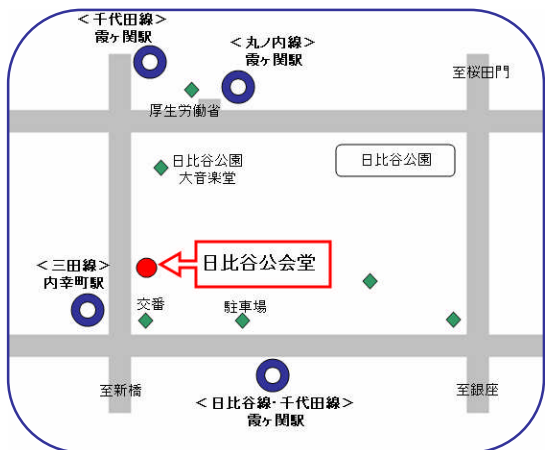 <千代田線>
霞ヶ関駅
<丸ノ内線>
霞ヶ関駅
至桜田門
厚生労働省
日比谷公園
大音楽堂
日比谷公園
<三田線>
内幸町駅
日比谷公会堂
交番
駐車場
至新橋
<日比谷線･千代田線>
霞ヶ関駅
至銀座